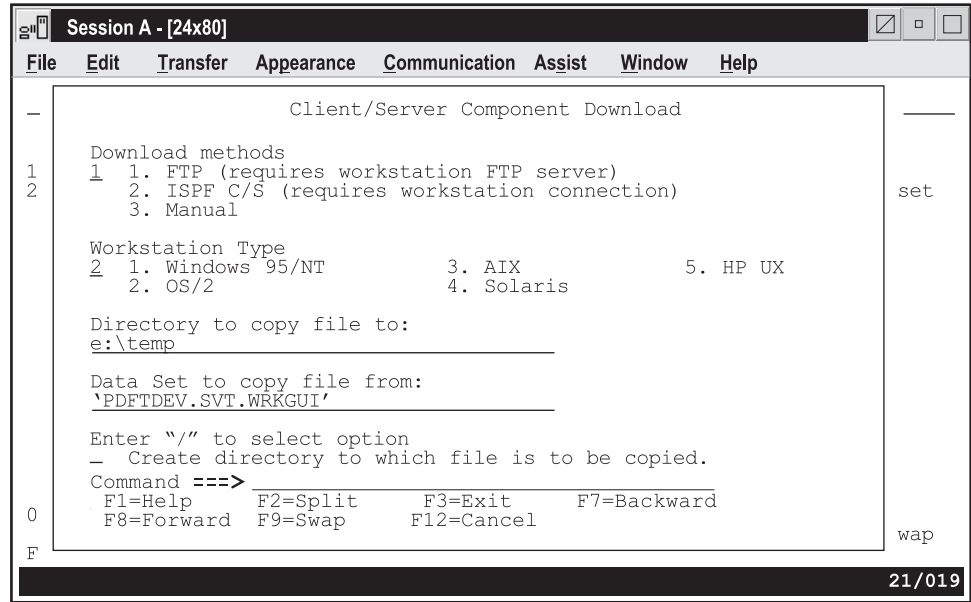 Session A - [24x80]
File Edit Transfer Appearance Communication Assist Window Help
Client/Server Component Download
Download methods
1 1 1. FTP (requires workstation FTP server)
2 2. ISPF C/S (requires workstation connection) set
3. Manual
Workstation Type
2 1. Windows 95/NT 3. AIX 5. HP UX
2. OS/2 4. Solaris
Directory to copy file to:
e:\temp
Data Set to copy file from:
‘PDFTDEV.SVT.WRKGUI’
Enter “/” to select option
_ Create directory to which file is to be copied.
Command ===>
F1=Help F2=Split F3=Exit F7=Backward
0 F8=Forward F9=Swap F12=Cancel
wap
F
21/019